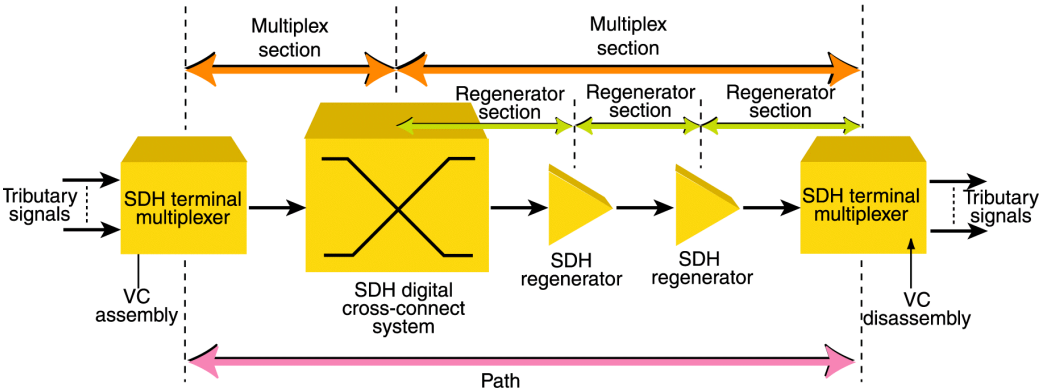 Multiplex
section
Multiplex
section
Regenerator
section
Regenerator
section
Regenerator
section
Tributary
signals
SDH terminal
multiplexer
SDH terminal
multiplexer
Tributary
signals
SDH
regenerator
SDH
regenerator
VC
assembly
SDH digital
cross-connect
system
VC
disassembly
Path